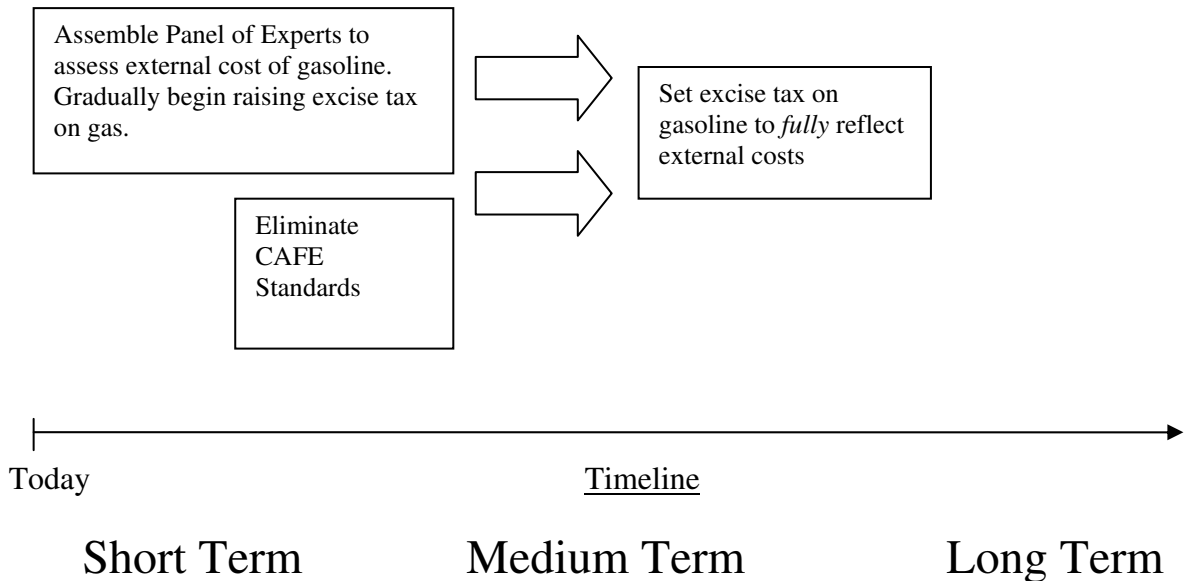 Assemble Panel of Experts to
assess external cost of gasoline.
Gradually begin raising excise tax
on gas.
Set excise tax on
gasoline to fully reflect
external costs
Eliminate
CAFE
Standards
Today
Timeline
Short Term
Medium Term
Long Term